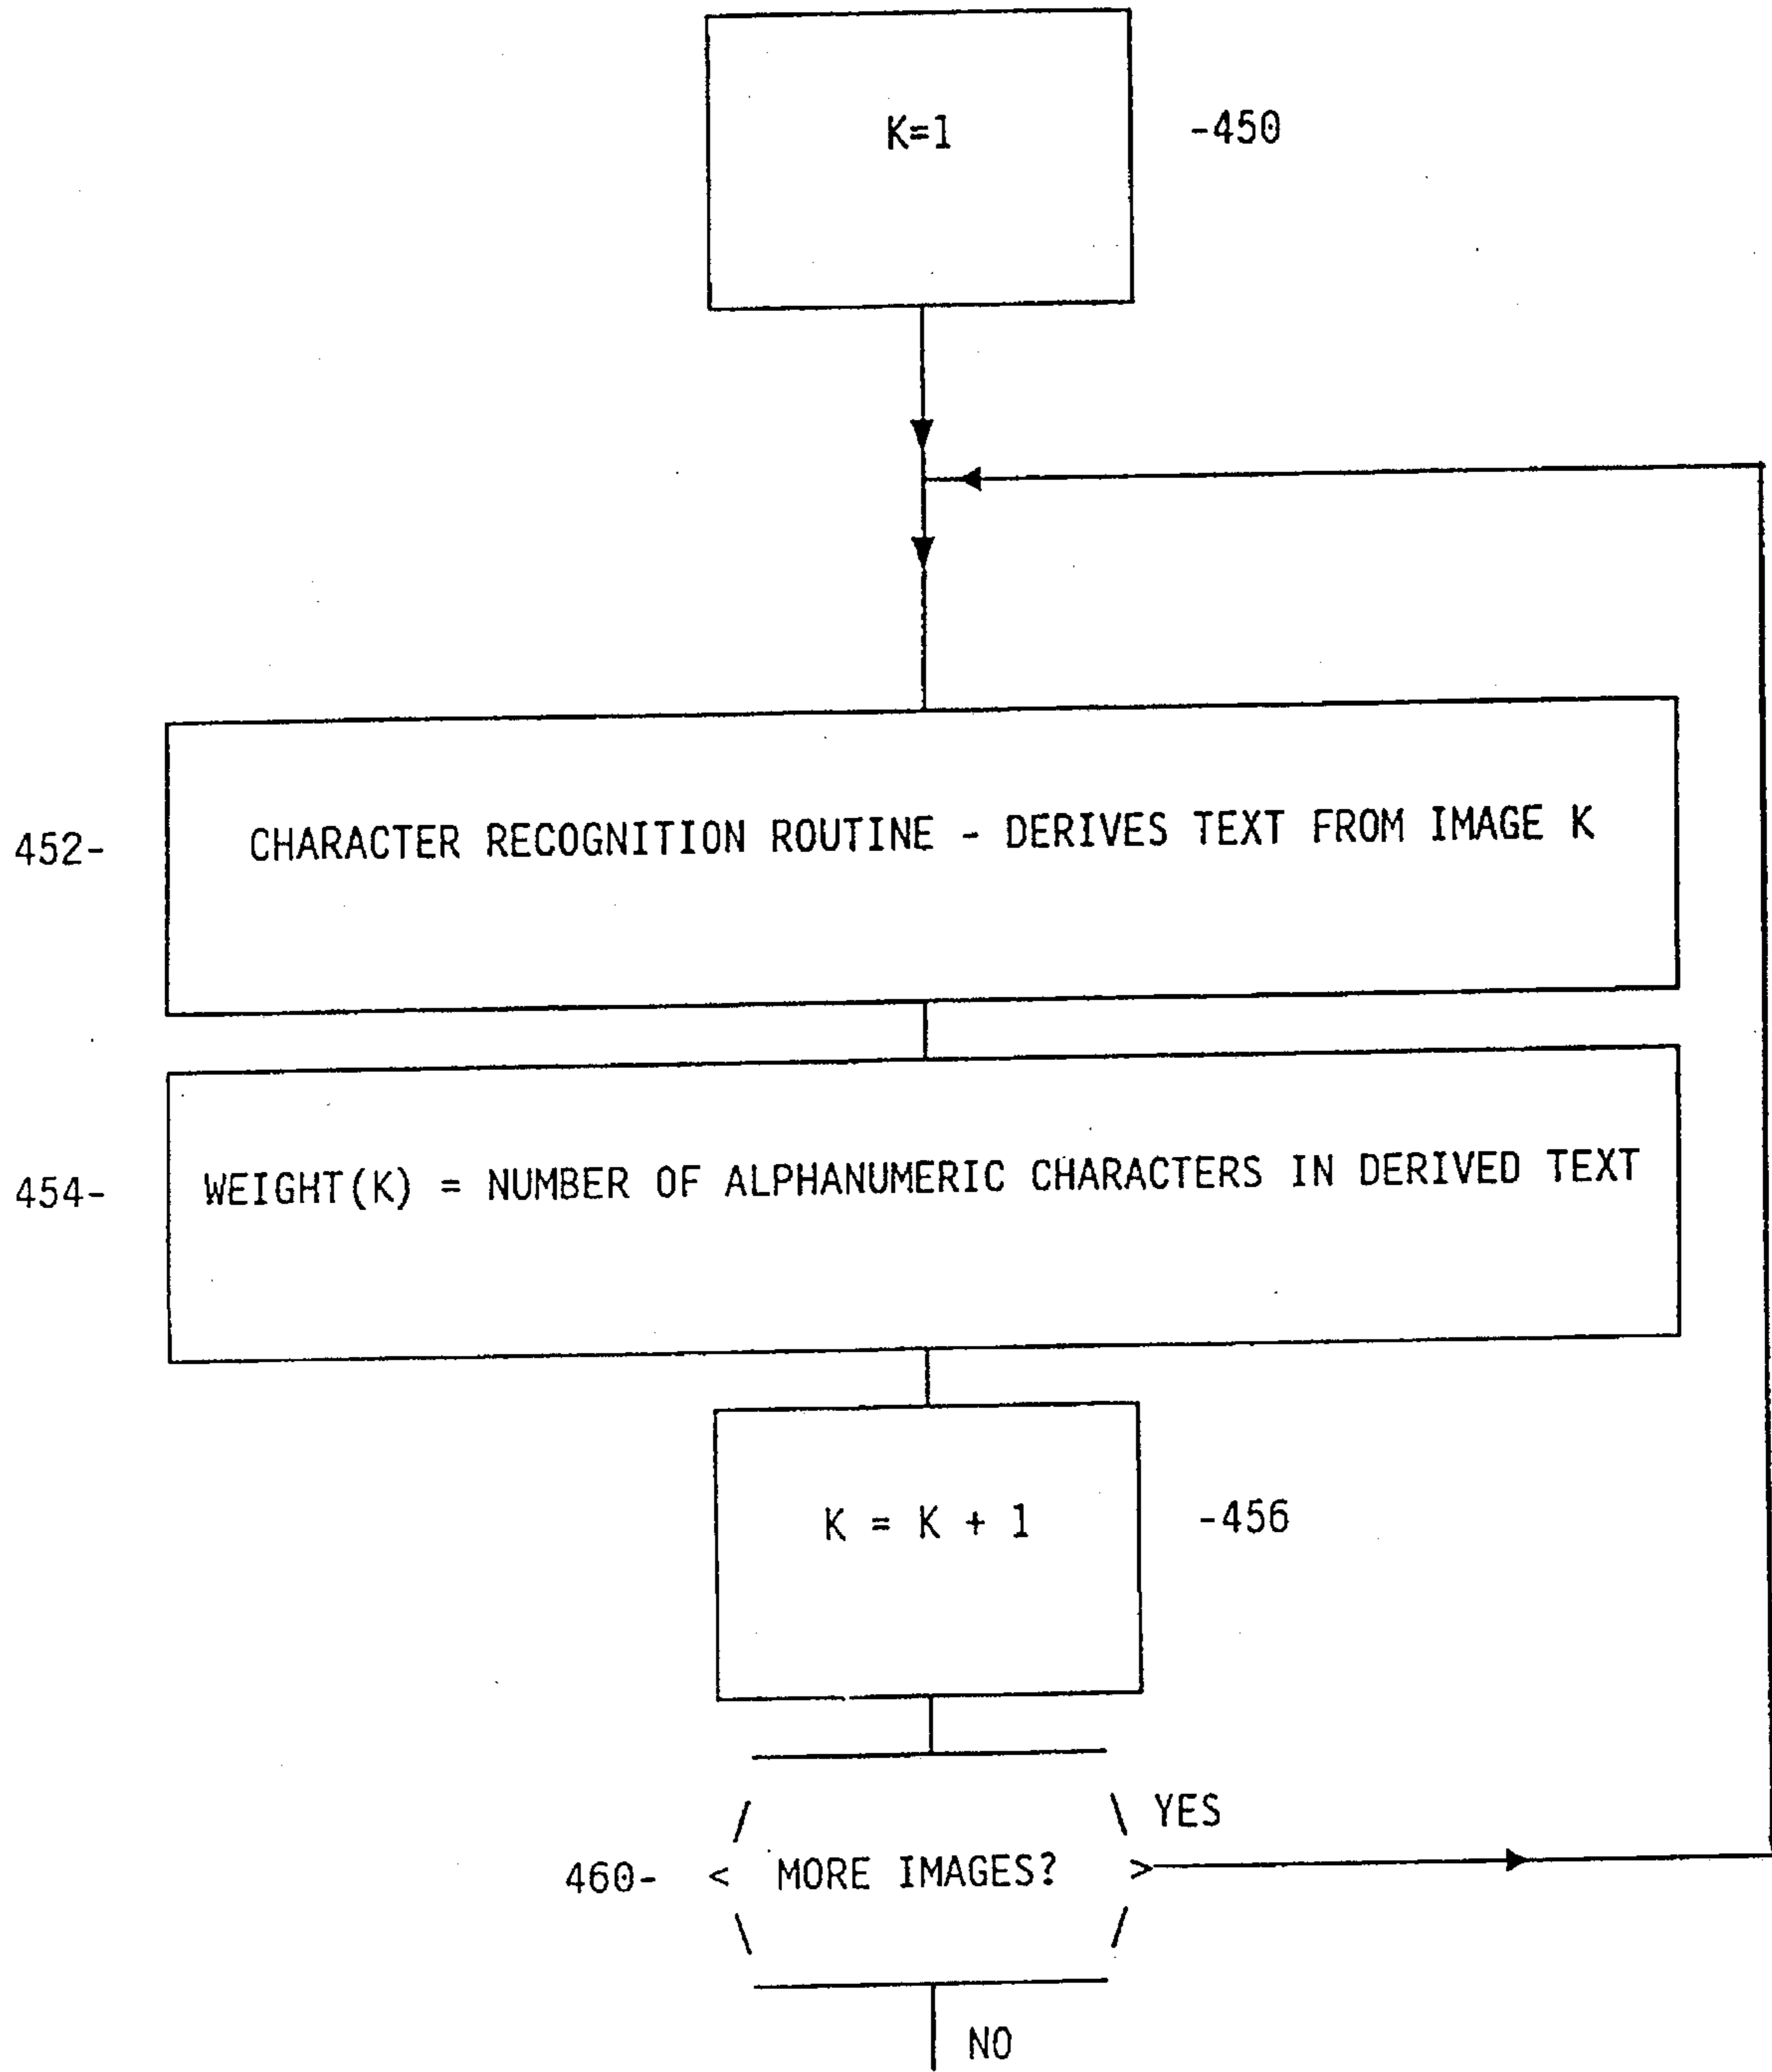 K=1 -450
452- CHARACTER RECOGNITION ROUTINE - DERIVES TEXT FROM IMAGE K
454- WEIGHT(K) = NUMBER OF ALPHANUMERIC CHARACTERS IN DERIVED TEXT
K = K + 1 -456
YES
460- < MORE IMAGES? >
NO